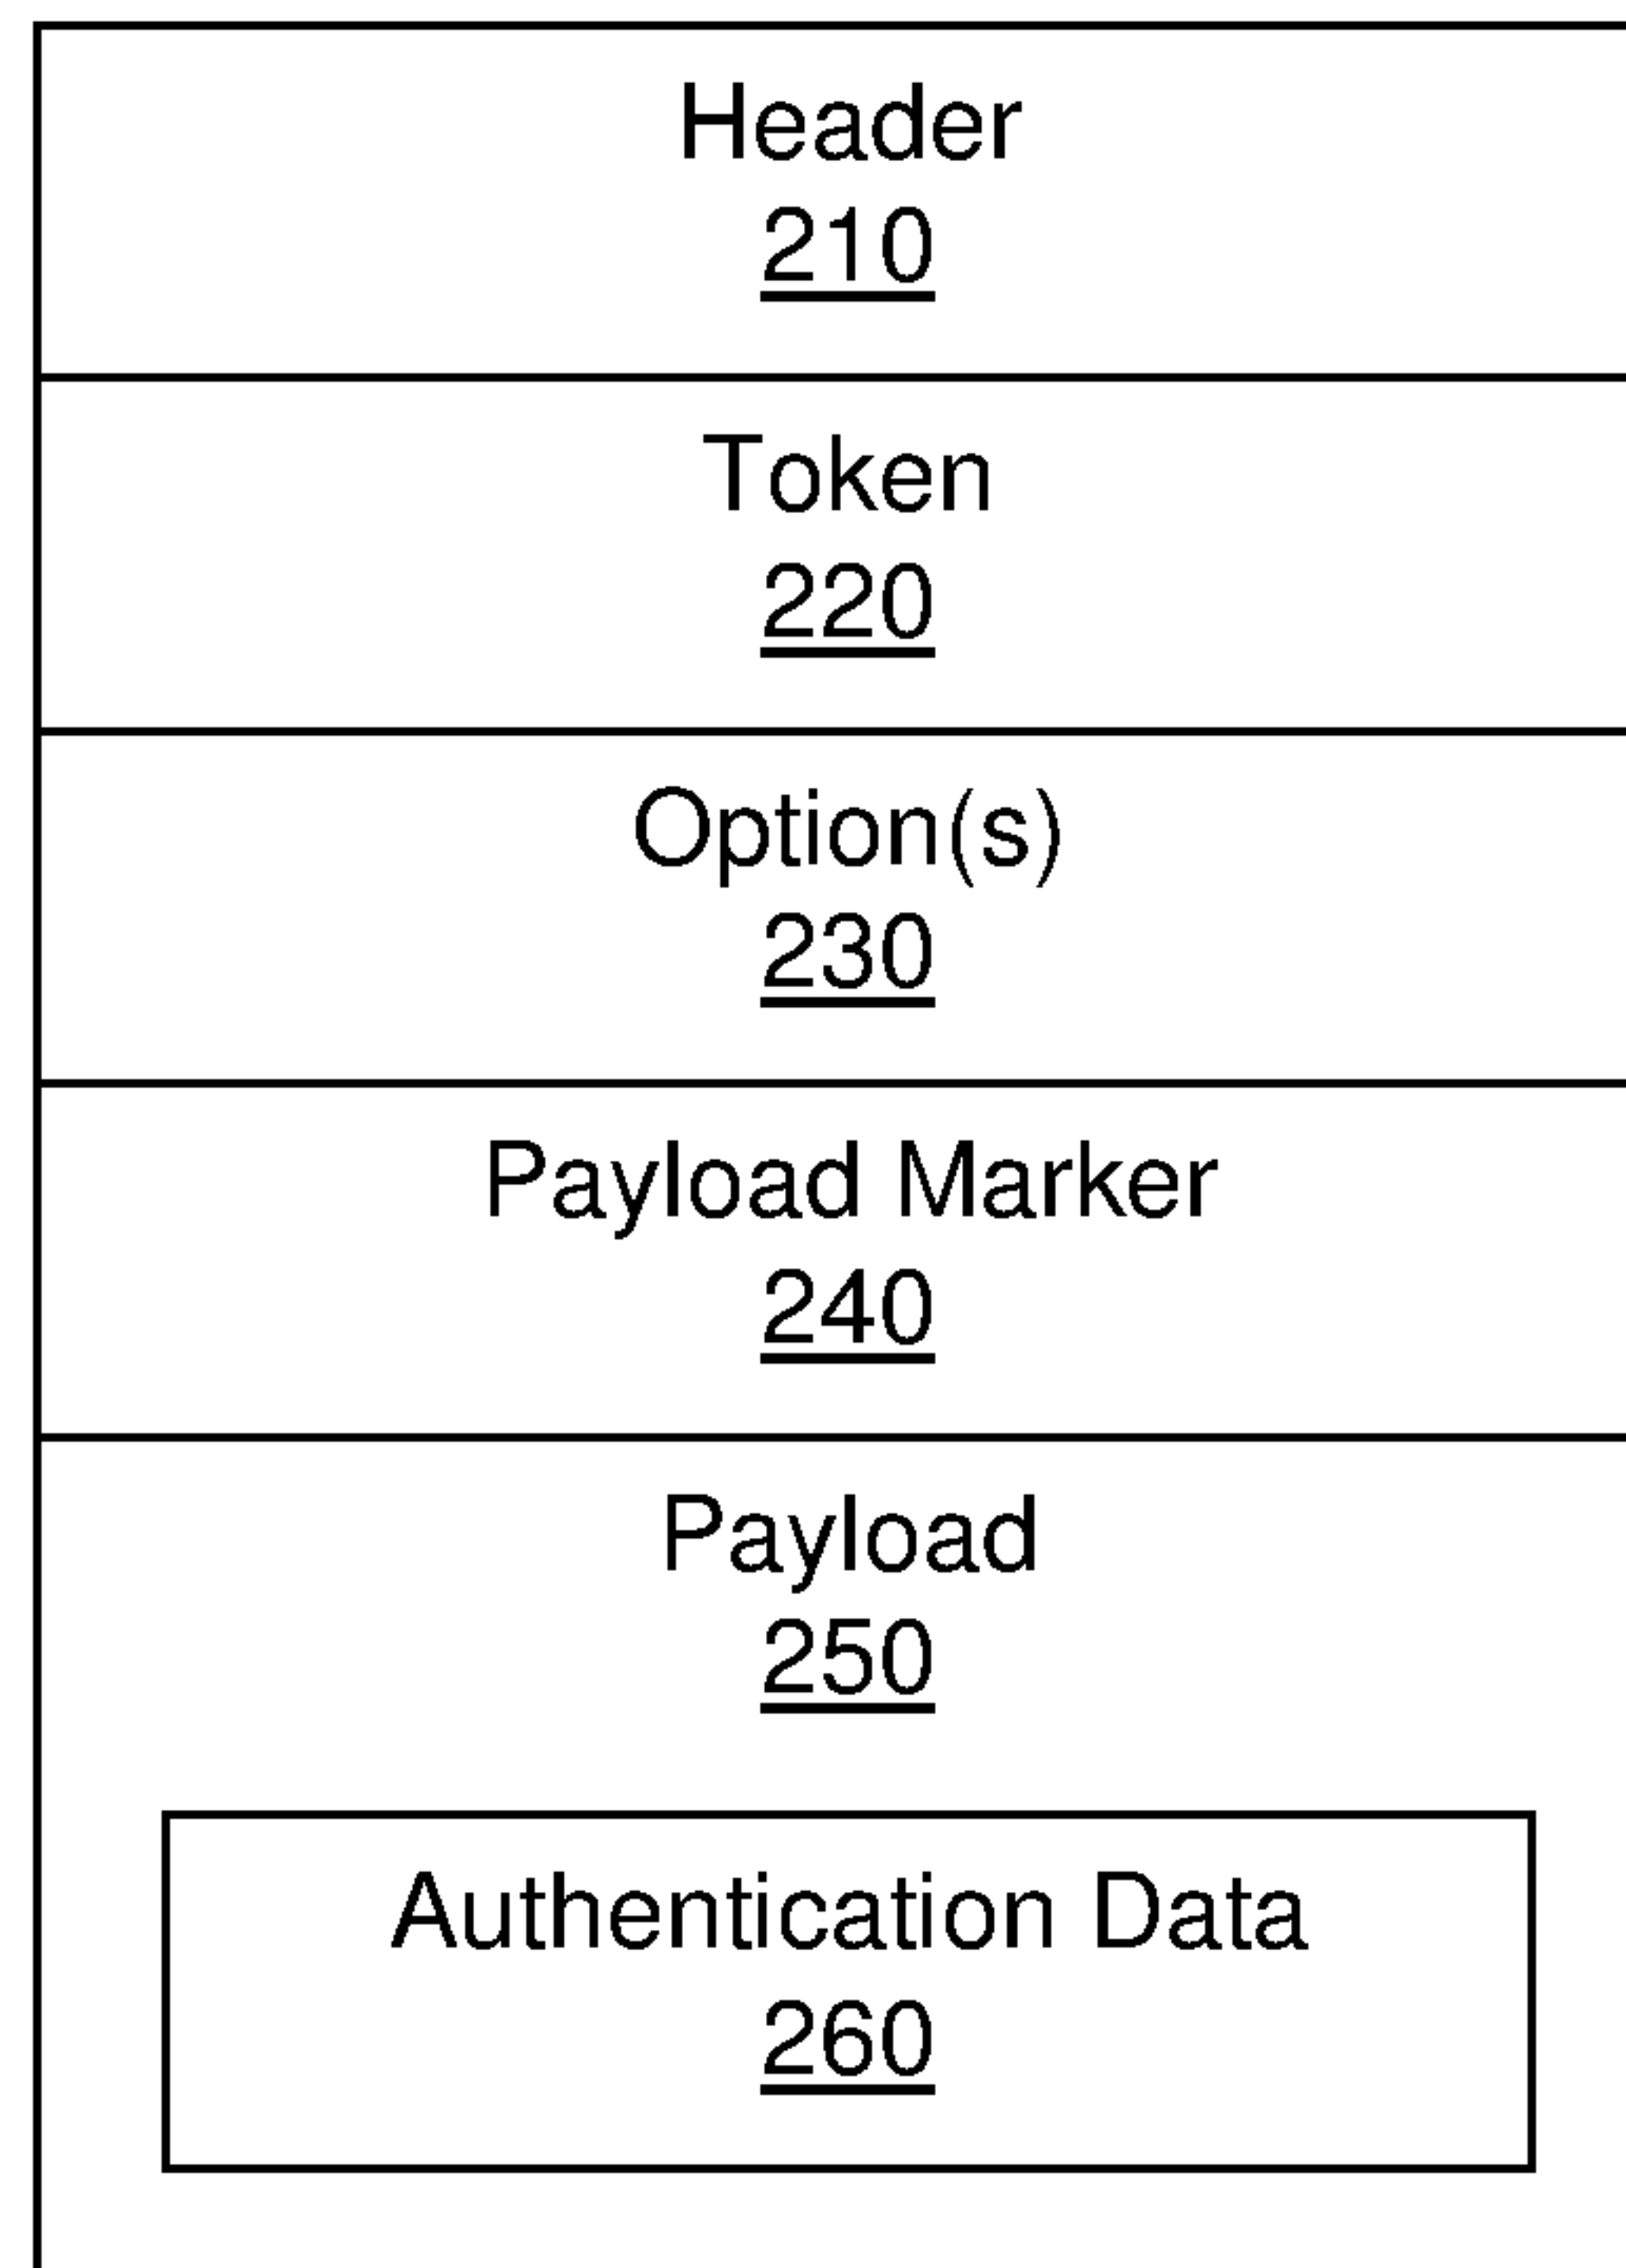 Header
210
Token
220
Option(s)
230
Payload Marker
240
Payload
250
Authentication Data
260